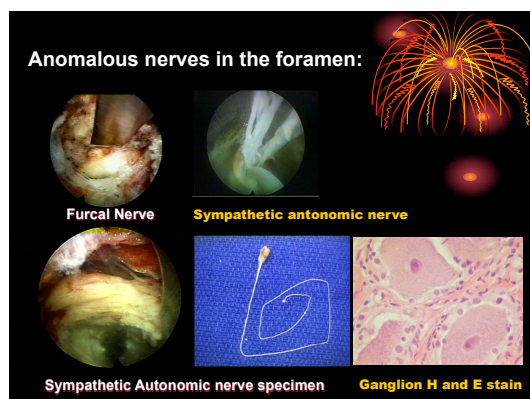 Anomalous nerves in the foramen:
Furcal Nerve
Sympathetic antonomic nerve
Sympathetic Autonomic nerve specimen
Ganglion H and E stain